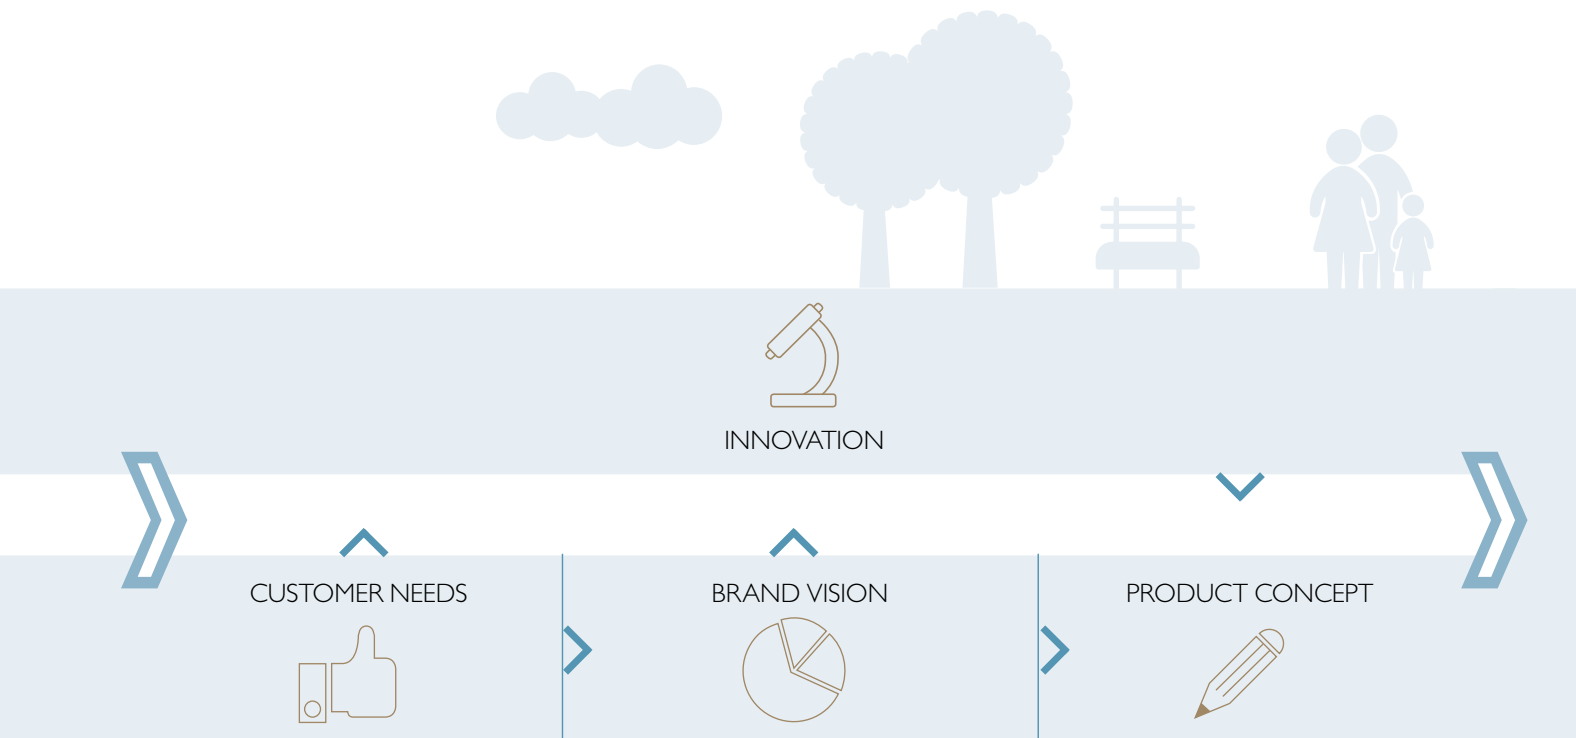 INNOVATION
CUSTOMER NEEDS
BRAND VISION
PRODUCT CONCEPT